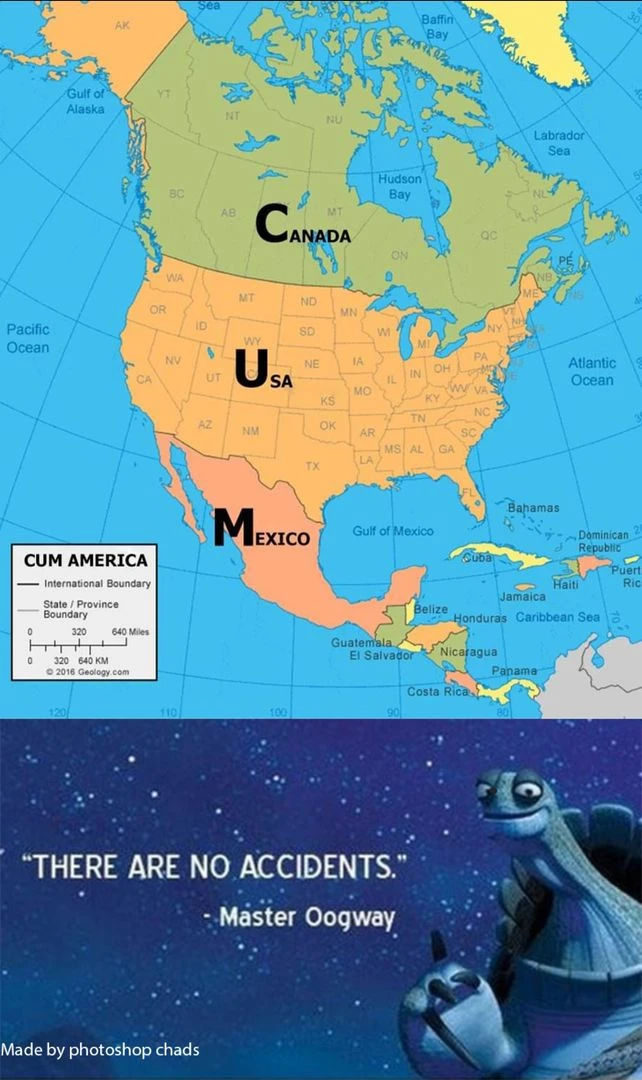 AK
Sea
Baffin
Bay
Gulf of
Alaska
YT
NT
NU
Labrador
Sea
Hudson
Bay
BC
AB
MT
NL
CANADA
QC
ON
PE
NB
NS
WA
ME
MT
ND
OR
MN
VT
NH
ID
SD
WI
NY
MI
Pacific
Ocean
WY
USA
NV
UT
NE
IA
IL
IN
OH
PA
Atlantic
Ocean
CA
MO
WV
VA
KS
KY
NC
AZ
NM
OK
AR
TN
SC
MS
AL
GA
TX
LA
FL
MEXICO
Gulf of Mexico
Bahamas
Cuba
Dominican
Republic
Haiti
Puert
Ric
Jamaica
Belize
Honduras
Caribbean Sea
Guatemala
El Salvador
Nicaragua
Panama
Costa Rica
CUM AMERICA
International Boundary
State / Province
Boundary
0 320 640 Miles
0 320 640 KM
© 2016 Geology.com
120
110
100
90
80
"THERE ARE NO ACCIDENTS."
- Master Oogway
Made by photoshop chads